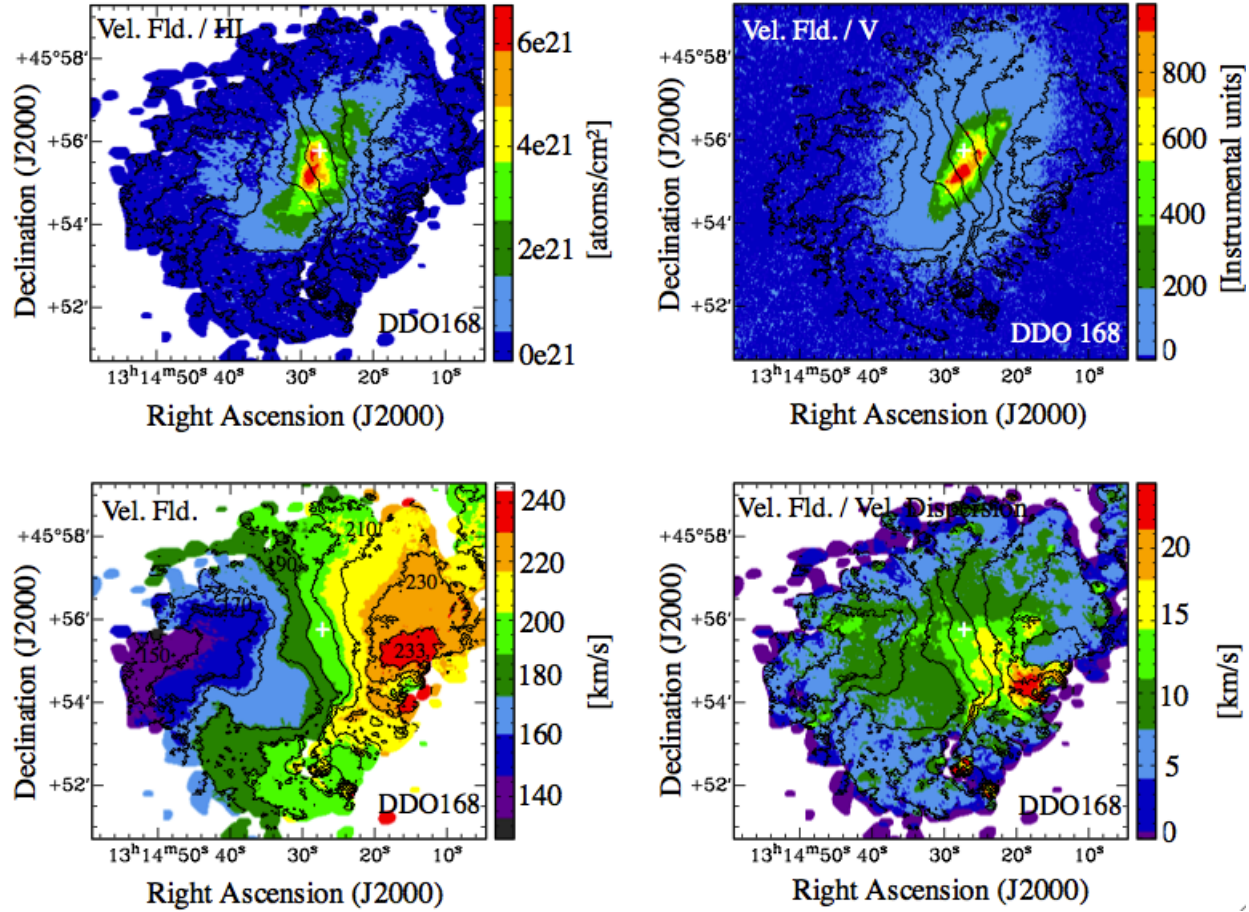 Vel. Fld. / HI
DDO168
+45°58′
+56′
+54′
+52′
Declination (J2000)
13ʰ14ᵐ50ˢ 40ˢ 30ˢ 20ˢ 10ˢ
Right Ascension (J2000)
6e21
4e21
2e21
0e21
[atoms/cm²]
Vel. Fld. / V
DDO 168
+45°58′
+56′
+54′
+52′
Declination (J2000)
13ʰ14ᵐ50ˢ 40ˢ 30ˢ 20ˢ 10ˢ
Right Ascension (J2000)
800
600
400
200
0
[Instrumental units]
Vel. Fld.
210
190
230
170
150
233
DDO168
+45°58′
+56′
+54′
+52′
Declination (J2000)
13ʰ14ᵐ50ˢ 40ˢ 30ˢ 20ˢ 10ˢ
Right Ascension (J2000)
240
220
200
180
160
140
[km/s]
Vel. Fld. / Vel. Dispersion
DDO168
+45°58′
+56′
+54′
+52′
Declination (J2000)
13ʰ14ᵐ50ˢ 40ˢ 30ˢ 20ˢ 10ˢ
Right Ascension (J2000)
20
15
10
5
0
[km/s]